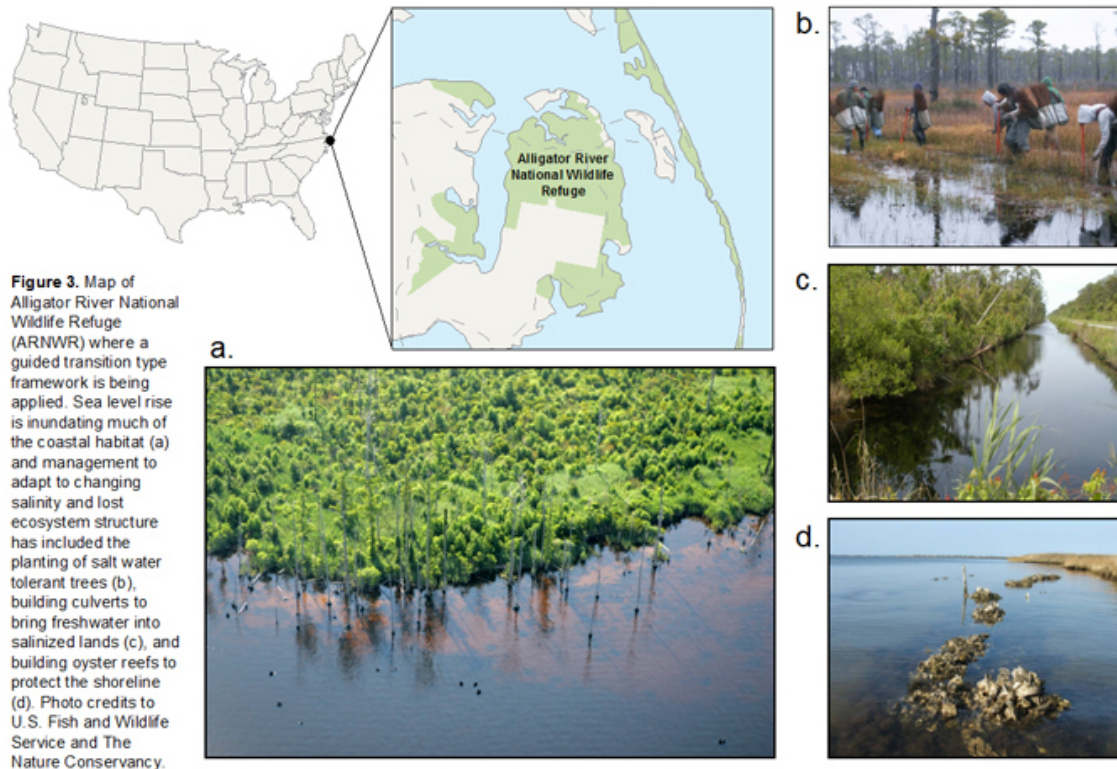 Alligator River
National Wildlife
Refuge
Figure 3. Map of
Alligator River National
Wildlife Refuge
(ARNWR) where a
guided transition type
framework is being
applied. Sea level rise
is inundating much of
the coastal habitat (a)
and management to
adapt to changing
salinity and lost
ecosystem structure
has included the
planting of salt water
tolerant trees (b),
building culverts to
bring freshwater into
salinized lands (c), and
building oyster reefs to
protect the shoreline
(d). Photo credits to
U.S. Fish and Wildlife
Service and The
Nature Conservancy.
a.
b.
c.
d.